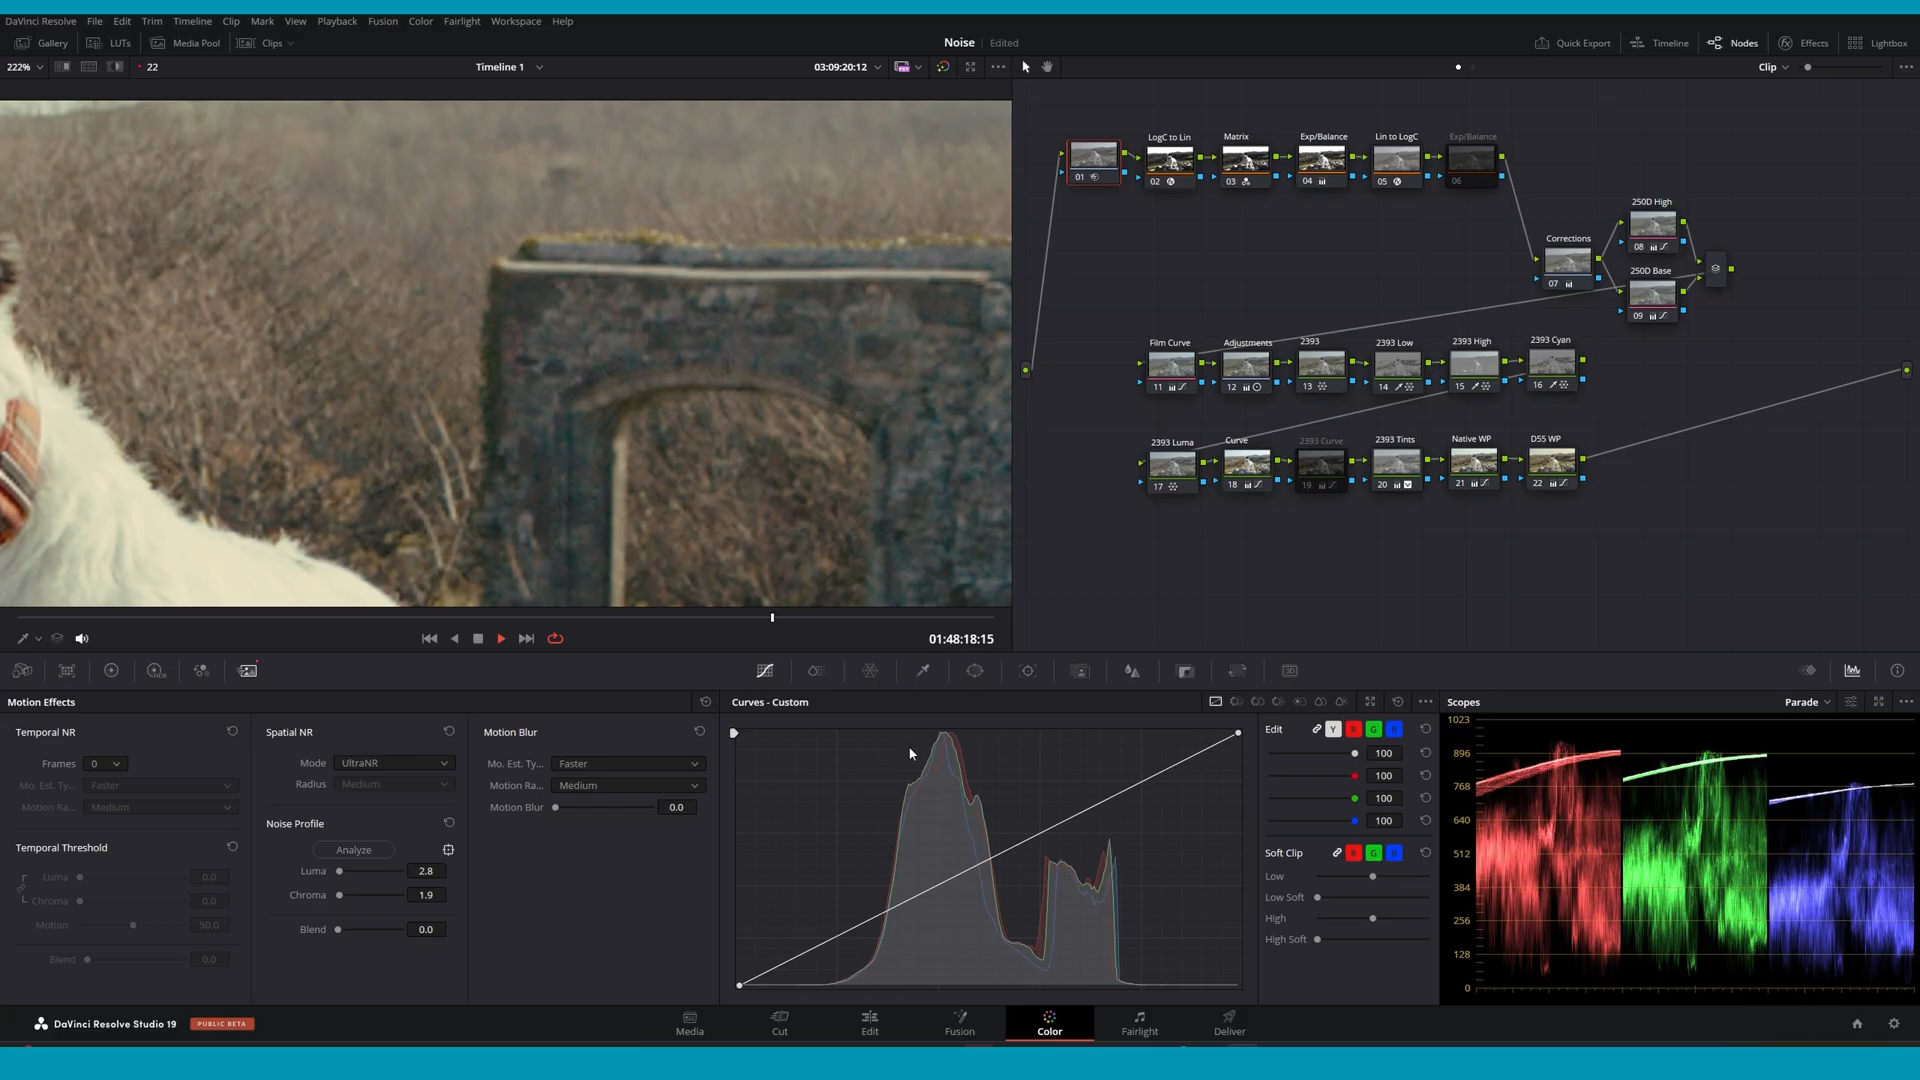 DaVinci Resolve File Edit Trim Timeline Clip Mark View Playback Fusion Color Fairlight Workspace Help
Gallery LUTs Media Pool Clips Noise Edited Quick Export Timeline Nodes Effects Lightbox
222% 22 Timeline 1 03:09:20:12 Clip
LogC to Lin Matrix Exp/Balance Lin to LogC Exp/Balance
01 02 03 04 05 06
250D High
08
Corrections
07
250D Base
09
Film Curve Adjustments 2393 2393 Low 2393 High 2393 Cyan
11 12 13 14 15 16
2393 Luma Curve 2393 Curve 2393 Tints Native WP D55 WP
17 18 19 20 21 22
01:48:18:15
Motion Effects
Temporal NR
Frames 0
Mo. Est. Ty... Faster
Motion Ra... Medium
Temporal Threshold
Luma 0.0
Chroma 0.0
Motion 50.0
Blend 0.0
Spatial NR
Mode UltraNR
Radius Medium
Noise Profile
Analyze
Luma 2.8
Chroma 1.9
Blend 0.0
Motion Blur
Mo. Est. Ty... Faster
Motion Ra... Medium
Motion Blur 0.0
Curves - Custom
Edit Y R G B
100
100
100
100
Soft Clip R G B
Low
Low Soft
High
High Soft
Scopes Parade
1023
896
768
640
512
384
256
128
0
DaVinci Resolve Studio 19 PUBLIC BETA
Media Cut Edit Fusion Color Fairlight Deliver